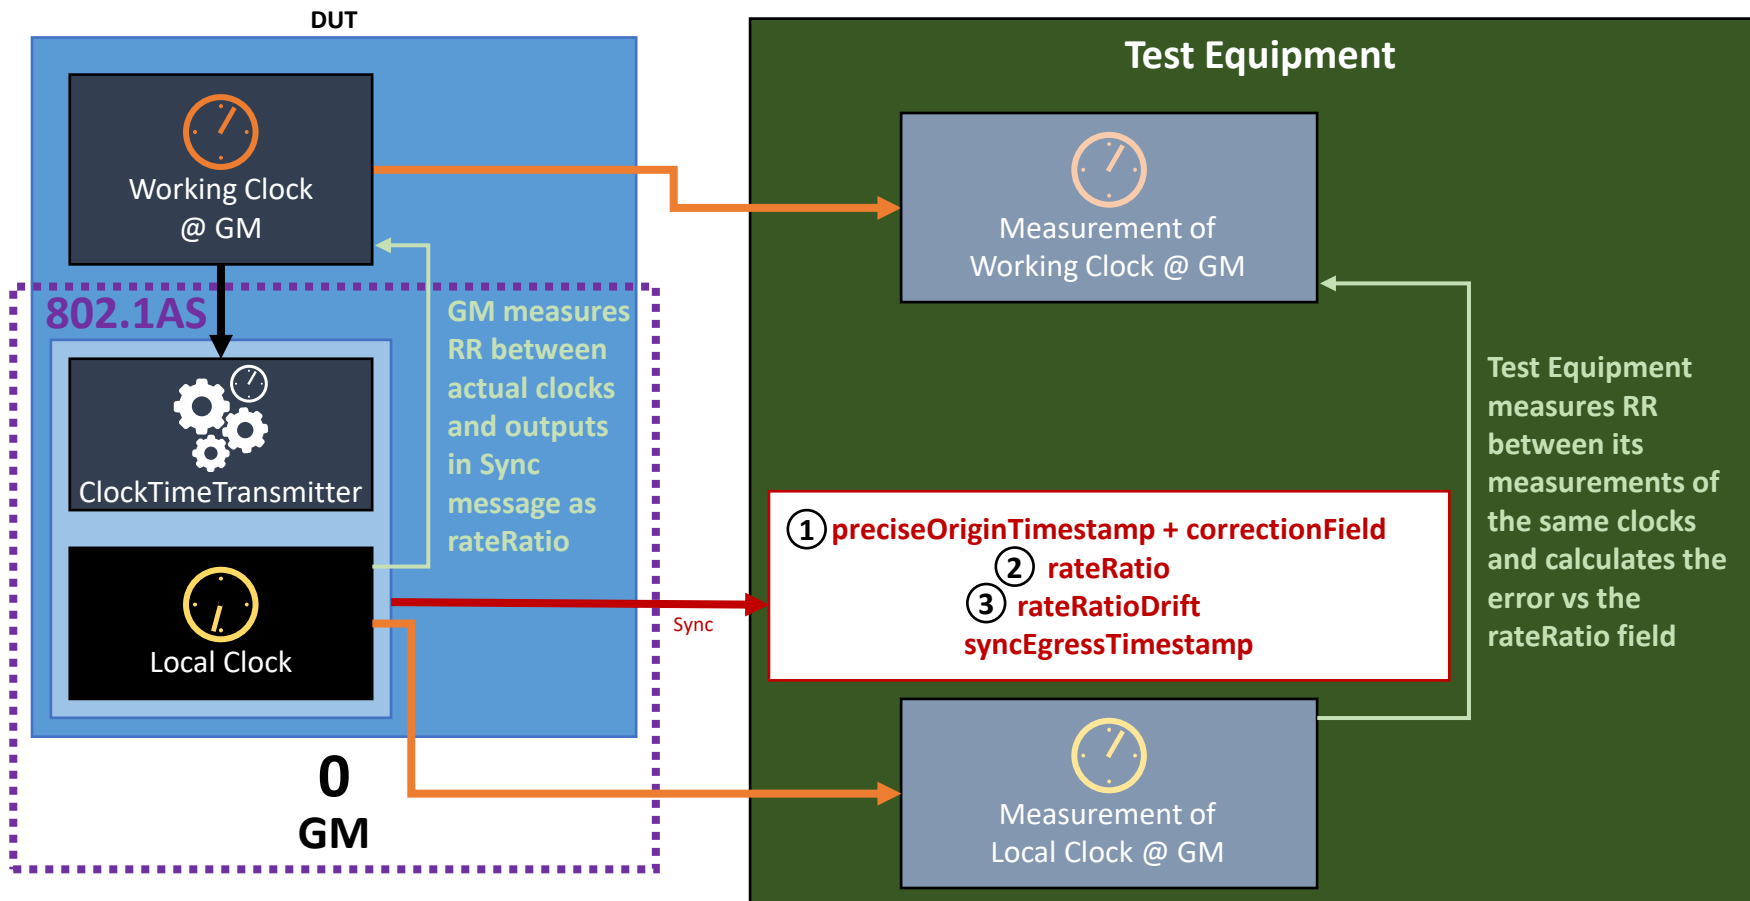 DUT
Working Clock
@ GM
802.1AS
GM measures
RR between
actual clocks
and outputs
in Sync
message as
rateRatio
ClockTimeTransmitter
Local Clock
0
GM
Sync
Test Equipment
Measurement of
Working Clock @ GM
1 preciseOriginTimestamp + correctionField
2 rateRatio
3 rateRatioDrift
syncEgressTimestamp
Measurement of
Local Clock @ GM
Test Equipment
measures RR
between its
measurements of
the same clocks
and calculates the
error vs the
rateRatio field